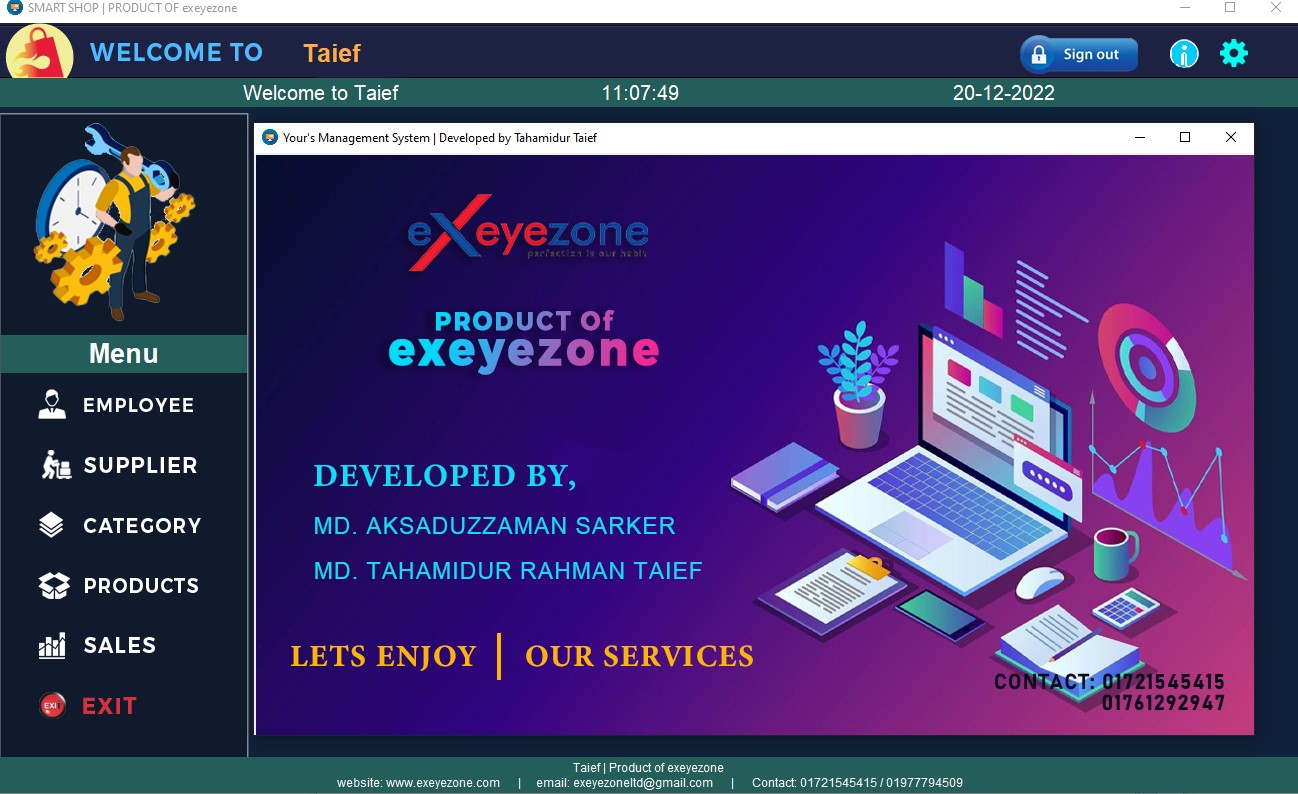 SMART SHOP | PRODUCT OF exeyezone
WELCOME TO Taief
Sign out
Welcome to Taief 11:07:49 20-12-2022
Your's Management System | Developed by Tahamidur Taief
eXeyezone
perfection is our habit
PRODUCT Of
exeyezone
Menu
EMPLOYEE
SUPPLIER
CATEGORY
PRODUCTS
SALES
EXIT
EXIT
DEVELOPED BY,
MD. AKSADUZZAMAN SARKER
MD. TAHAMIDUR RAHMAN TAIEF
LETS ENJOY | OUR SERVICES
CONTACT: 01721545415
01761292947
Taief | Product of exeyezone
website: www.exeyezone.com | email: exeyezoneltd@gmail.com | Contact: 01721545415 / 01977794509